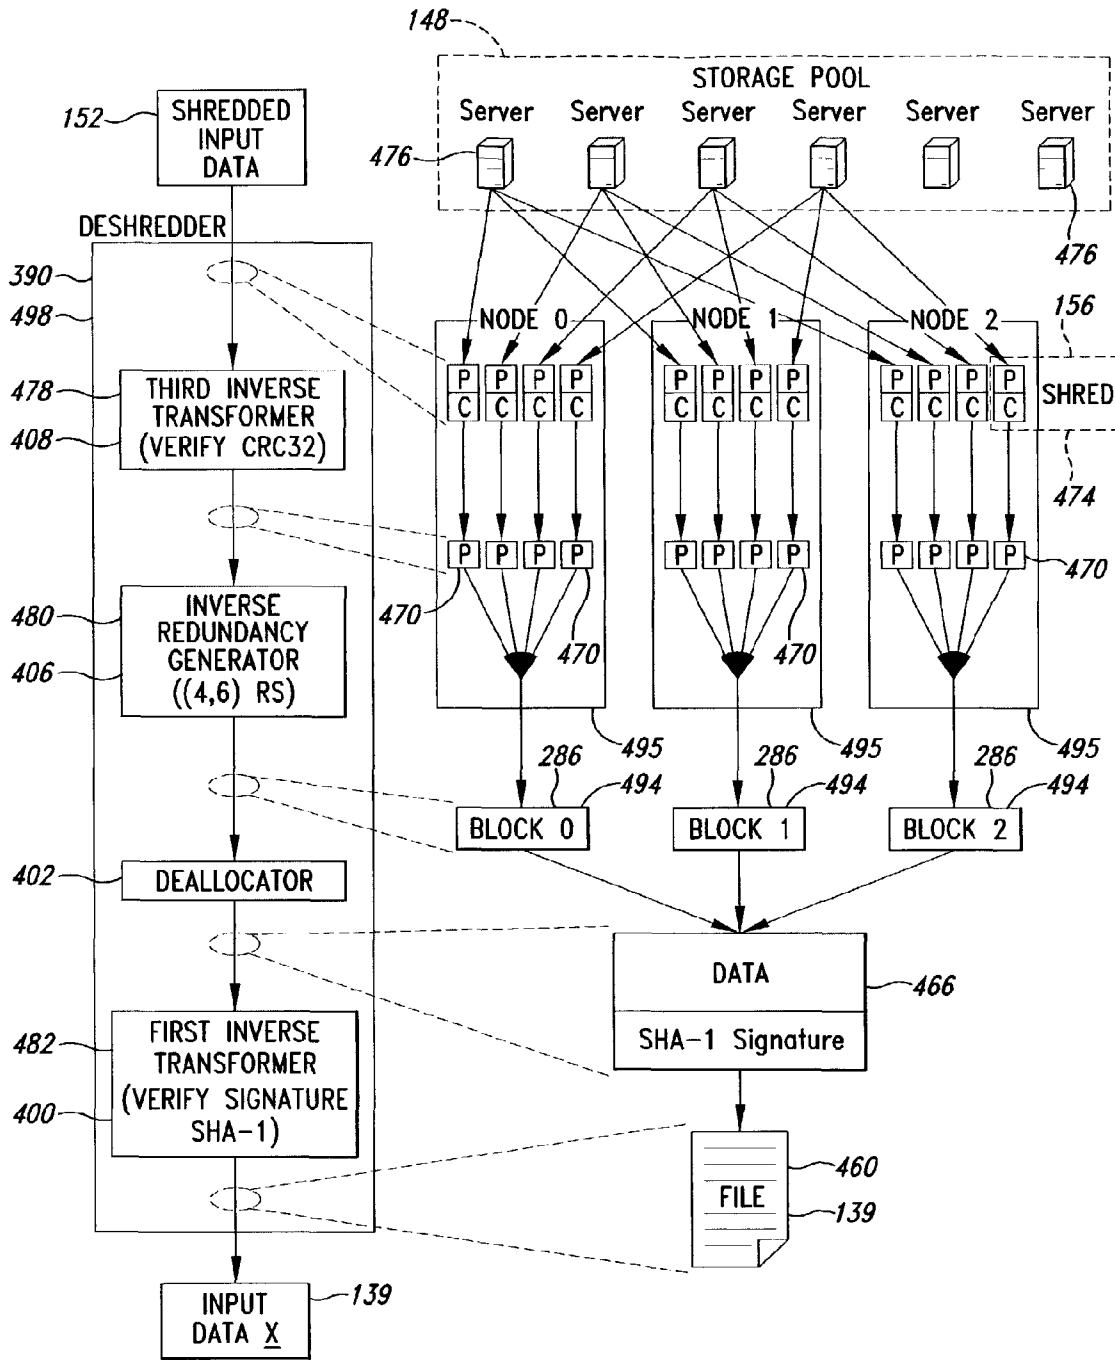 148
STORAGE POOL
Server Server Server Server Server Server
476
476
152
SHREDDED
INPUT
DATA
DESHREDDER
390
498
478
THIRD INVERSE
TRANSFORMER
408
(VERIFY CRC32)
480
INVERSE
REDUNDANCY
406
GENERATOR
((4,6) RS)
402
DEALLOCATOR
482
FIRST INVERSE
TRANSFORMER
400
(VERIFY SIGNATURE
SHA-1)
INPUT
DATA X
139
NODE 0
P P P P
C C C C
P P P P
470
470
495
NODE 1
P P P P
C C C C
P P P P
470
495
NODE 2
P P P P
C C C C
156
SHRED
474
P P P P
470
495
286
494
BLOCK 0
286
494
BLOCK 1
286
494
BLOCK 2
DATA
466
SHA-1 Signature
460
FILE
139